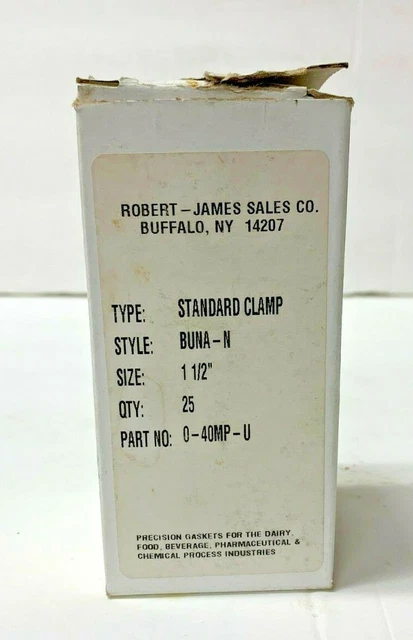 ROBERT-JAMES SALES CO.
BUFFALO, NY 14207
TYPE: STANDARD CLAMP
STYLE: BUNA-N
SIZE: 1 1/2"
QTY: 25
PART NO: 0-40MP-U
PRECISION GASKETS FOR THE DAIRY,
FOOD, BEVERAGE, PHARMACEUTICAL &
CHEMICAL PROCESS INDUSTRIES